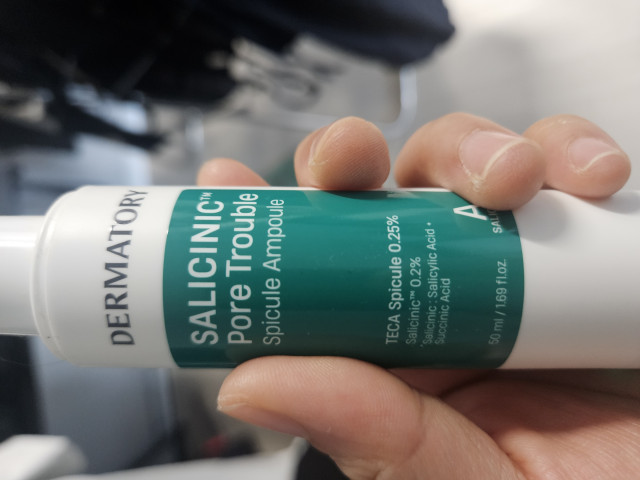 DERMATORY
SALICINIC™
Pore Trouble
Spicule Ampoule
TECA Spicule 0.25%
Salicinic™ 0.2%
*Salicinic : Salicylic Acid +
Succinic Acid
50 ml / 1.69 fl.oz.